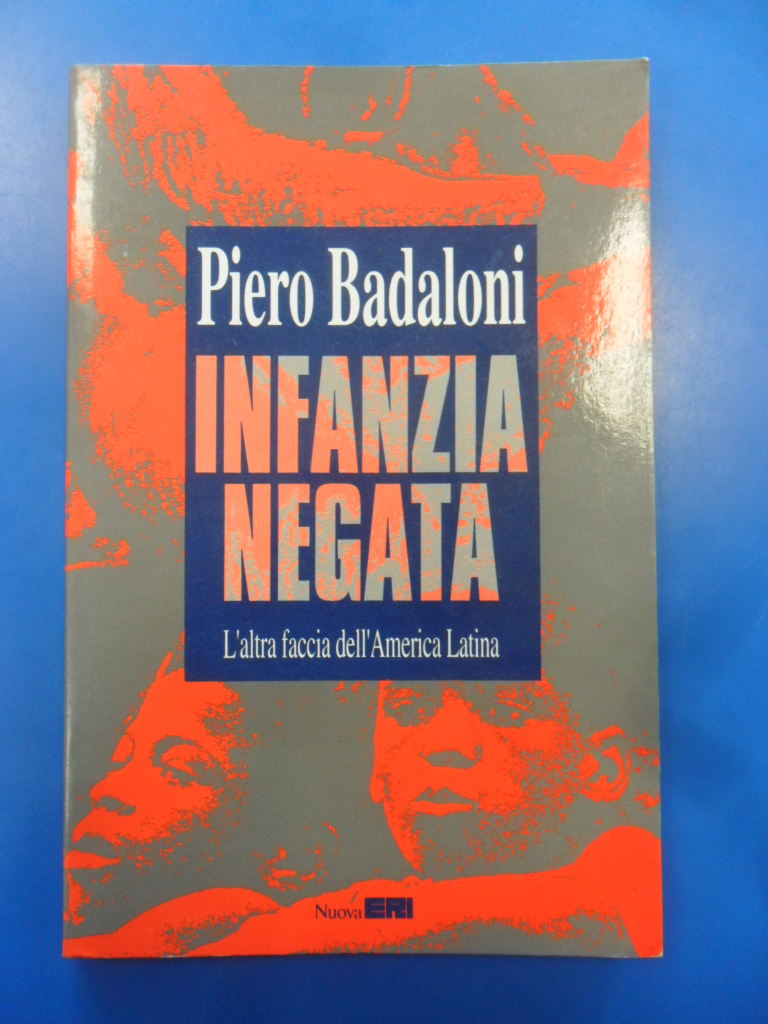 Piero Badaloni
INFANZIA
NEGATA
L'altra faccia dell'America Latina
Nuova ERI